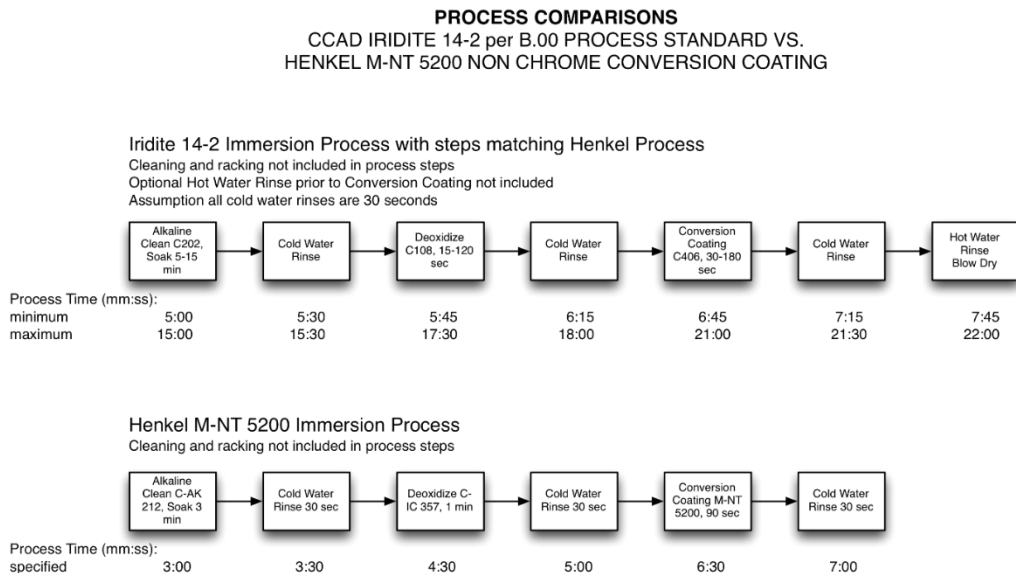 PROCESS COMPARISONS
CCAD IRIDITE 14-2 per B.00 PROCESS STANDARD VS.
HENKEL M-NT 5200 NON CHROME CONVERSION COATING
Iridite 14-2 Immersion Process with steps matching Henkel Process
Cleaning and racking not included in process steps
Optional Hot Water Rinse prior to Conversion Coating not included
Assumption all cold water rinses are 30 seconds
Alkaline
Clean C202,
Soak 5-15
min
Cold Water
Rinse
Deoxidize
C108, 15-120
sec
Cold Water
Rinse
Conversion
Coating
C406, 30-180
sec
Cold Water
Rinse
Hot Water
Rinse
Blow Dry
Process Time (mm:ss):
minimum 5:00 5:30 5:45 6:15 6:45 7:15 7:45
maximum 15:00 15:30 17:30 18:00 21:00 21:30 22:00
Henkel M-NT 5200 Immersion Process
Cleaning and racking not included in process steps
Alkaline
Clean C-AK
212, Soak 3
min
Cold Water
Rinse 30 sec
Deoxidize C-
IC 357, 1 min
Cold Water
Rinse 30 sec
Conversion
Coating M-NT
5200, 90 sec
Cold Water
Rinse 30 sec
Process Time (mm:ss):
specified 3:00 3:30 4:30 5:00 6:30 7:00